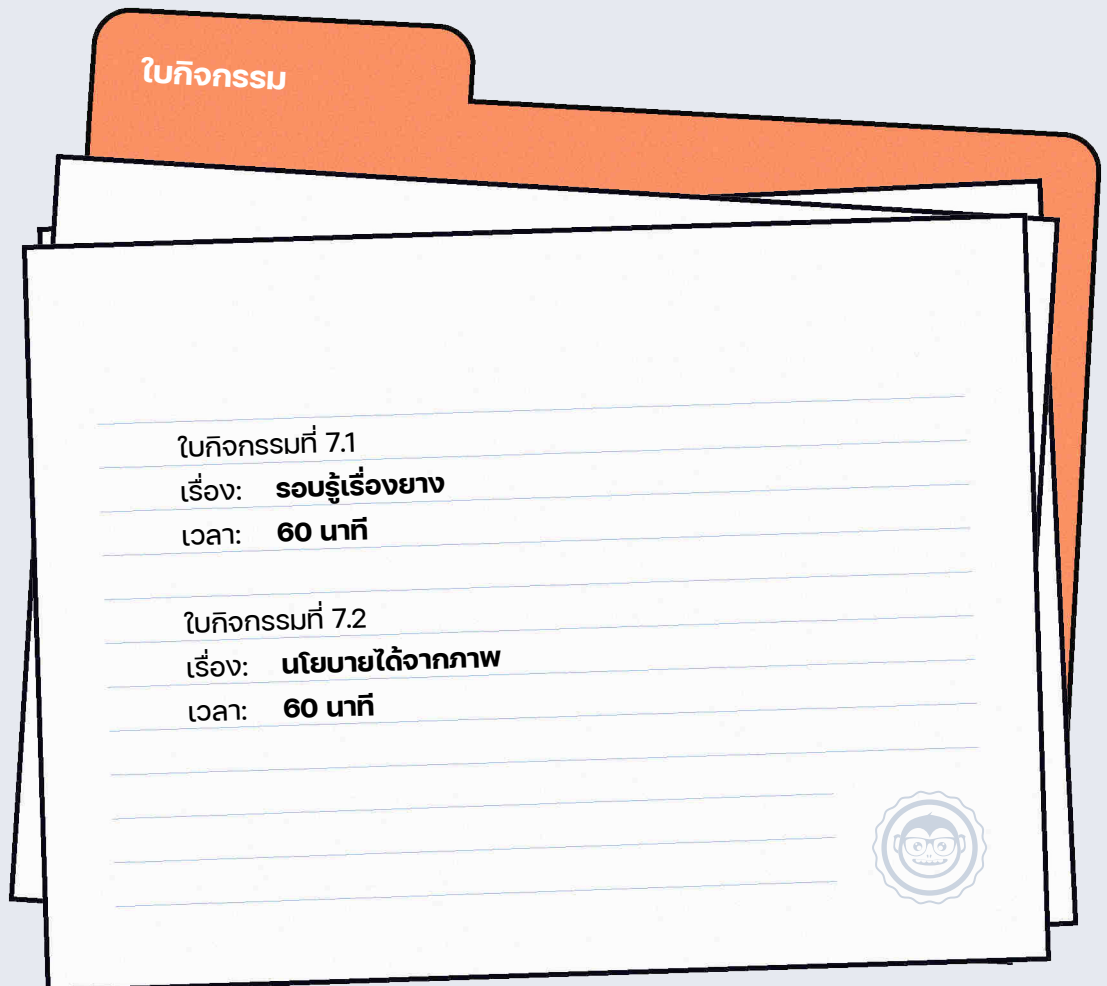 ใบกิจกรรม
ใบกิจกรรมที่ 7.1
เรื่อง: รอบรู้เรื่องยาง
เวลา: 60 นาที
ใบกิจกรรมที่ 7.2
เรื่อง: นโยบายได้จากภาพ
เวลา: 60 นาที